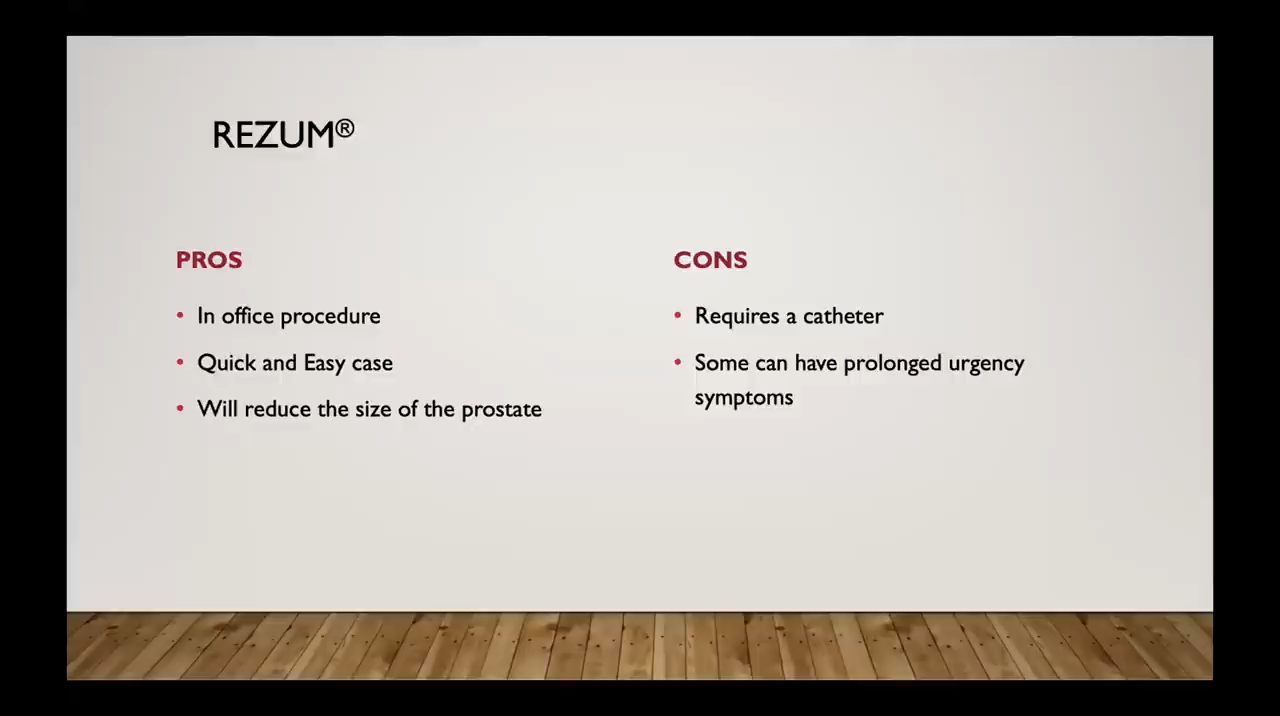 REZUM®
PROS
• In office procedure
• Quick and Easy case
• Will reduce the size of the prostate
CONS
• Requires a catheter
• Some can have prolonged urgency
symptoms